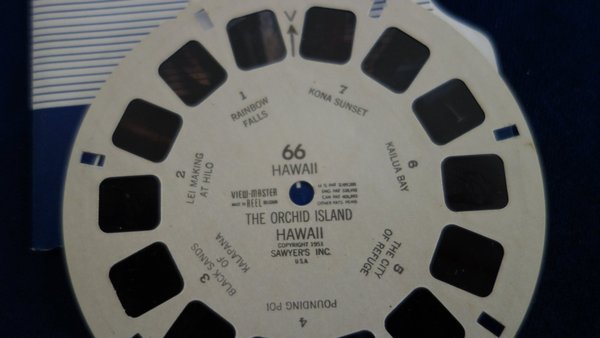 V
1
RAINBOW
FALLS
7
KONA SUNSET
6
KAILUA BAY
5
THE CITY
OF REFUGE
4
POUNDING POI
3
BLACK SANDS
OF
KALAPANA
2
LEI MAKING
AT HILO
66
HAWAII
VIEW-MASTER
REEL
THE ORCHID ISLAND
HAWAII
COPYRIGHT 1951
SAWYER'S INC.
U.S.A